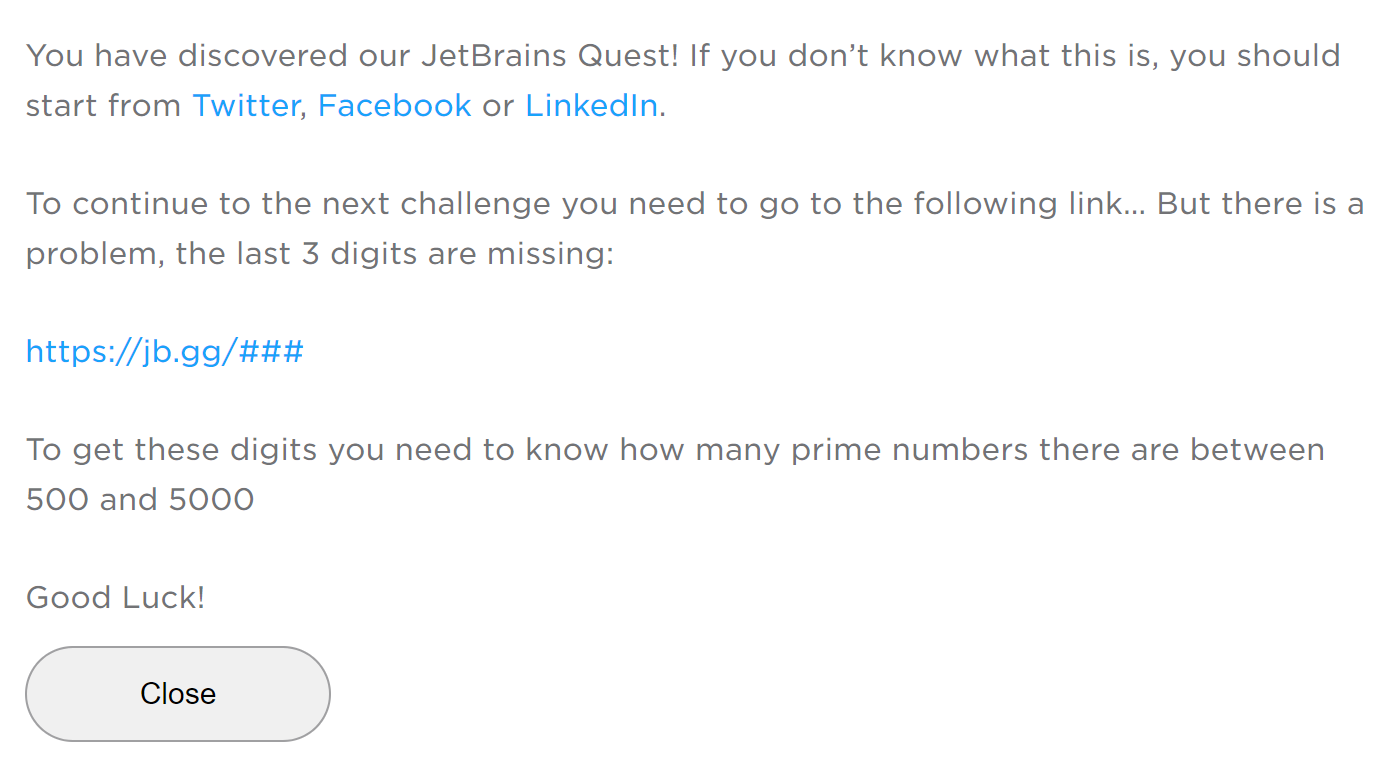 You have discovered our JetBrains Quest! If you don’t know what this is, you should
start from Twitter, Facebook or LinkedIn.
To continue to the next challenge you need to go to the following link... But there is a
problem, the last 3 digits are missing:
https://jb.gg/###
To get these digits you need to know how many prime numbers there are between
500 and 5000
Good Luck!
Close